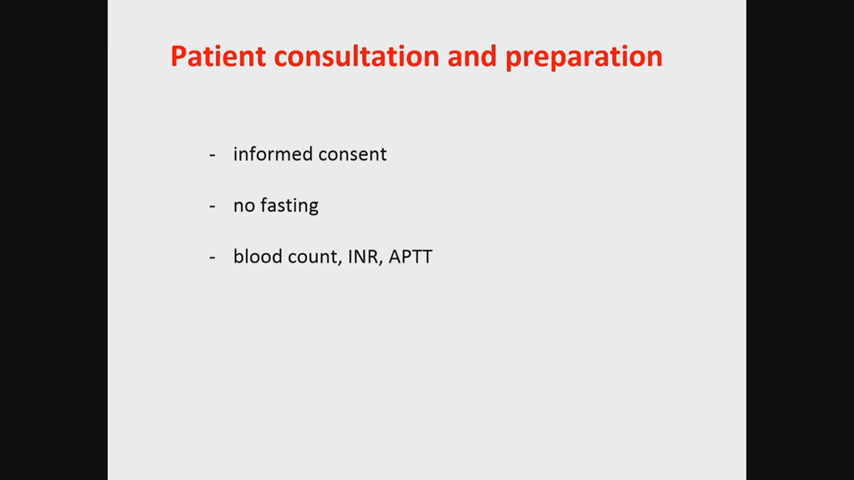 Patient consultation and preparation
- informed consent
- no fasting
- blood count, INR, APTT